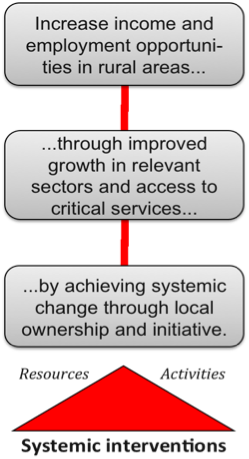 Increase income and
employment opportuni-
ties in rural areas...
...through improved
growth in relevant
sectors and access to
critical services...
...by achieving systemic
change through local
ownership and initiative.
Resources Activities
Systemic interventions